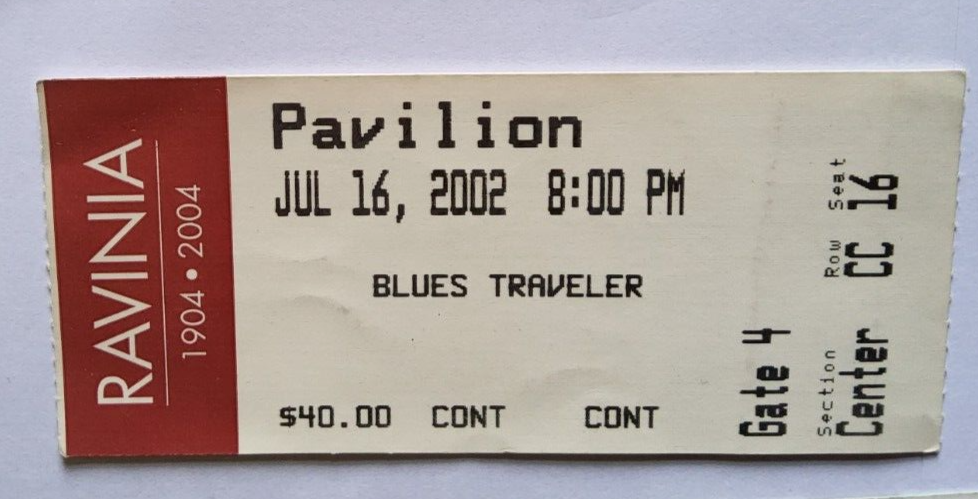 RAVINIA
1904 • 2004
Pavilion
JUL 16, 2002 8:00 PM
BLUES TRAVELER
$40.00 CONT CONT
Gate 4
Section Row Seat
Center CC 16